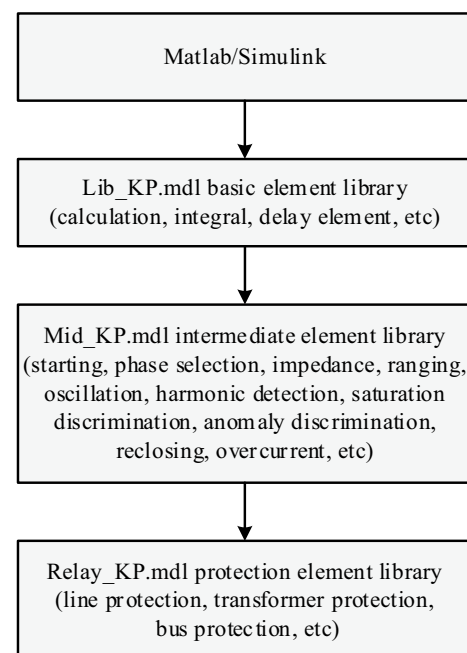 Matlab/Simulink
Lib_KP.mdl basic element library
(calculation, integral, delay element, etc)
Mid_KP.mdl intermediate element library
(starting, phase selection, impedance, ranging,
oscillation, harmonic detection, saturation
discrimination, anomaly discrimination,
reclosing, overcurrent, etc)
Relay_KP.mdl protection element library
(line protection, transformer protection,
bus protection, etc)